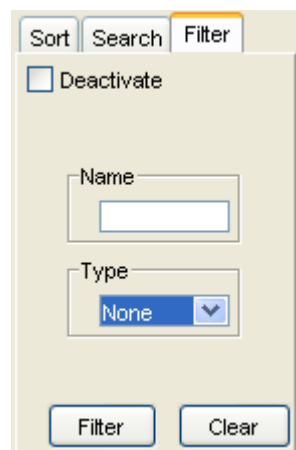 Sort Search Filter
Deactivate
Name
Type
None
Filter Clear